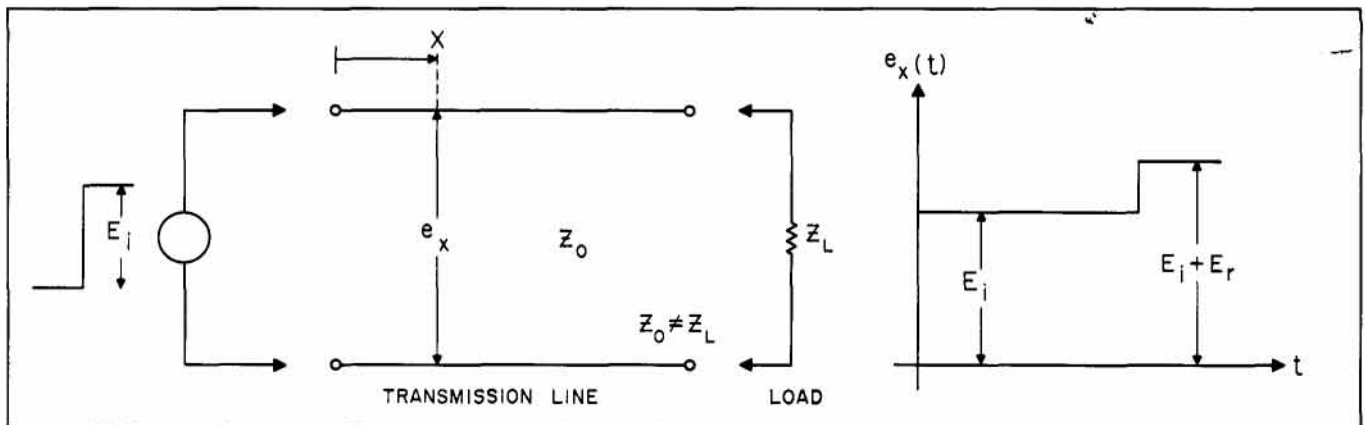 X
e_x(t)
E_i
e_x
Z_0
Z_L
E_i
E_i + E_r
Z_0 ≠ Z_L
t
TRANSMISSION LINE
LOAD